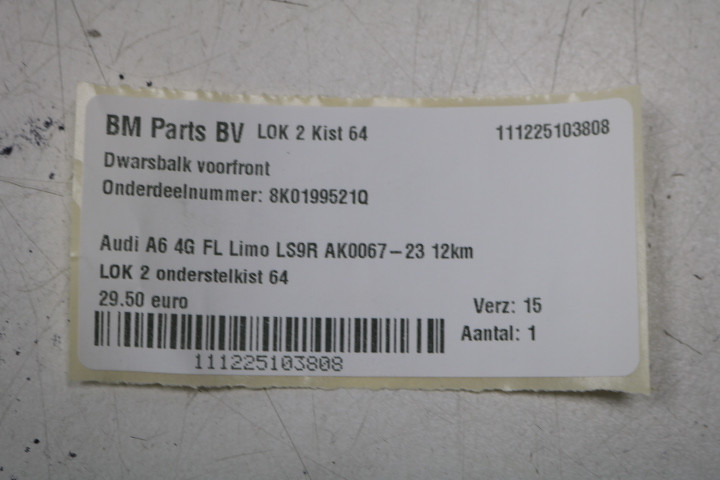 BM Parts BV LOK 2 Kist 64 111225103808
Dwarsbalk voorfront
Onderdeelnummer: 8K0199521Q
Audi A6 4G FL Limo LS9R AK0067-23 12km
LOK 2 onderstelkist 64
29.50 euro Verz: 15
Aantal: 1
111225103808